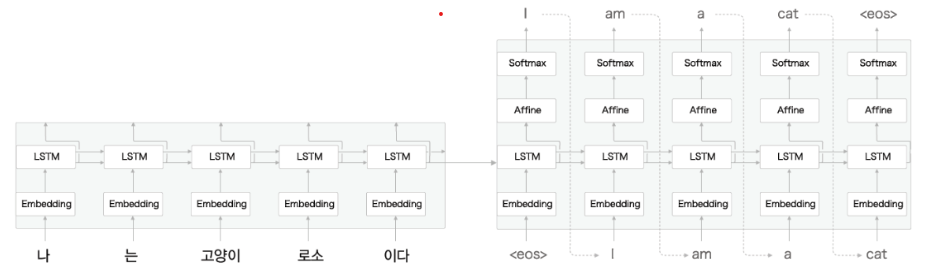 I am a cat <eos>
Softmax Softmax Softmax Softmax Softmax
Affine Affine Affine Affine Affine
LSTM LSTM LSTM LSTM LSTM LSTM LSTM LSTM LSTM LSTM
Embedding Embedding Embedding Embedding Embedding Embedding Embedding Embedding Embedding Embedding
나 는 고양이 로소 이다 <eos> I am a cat